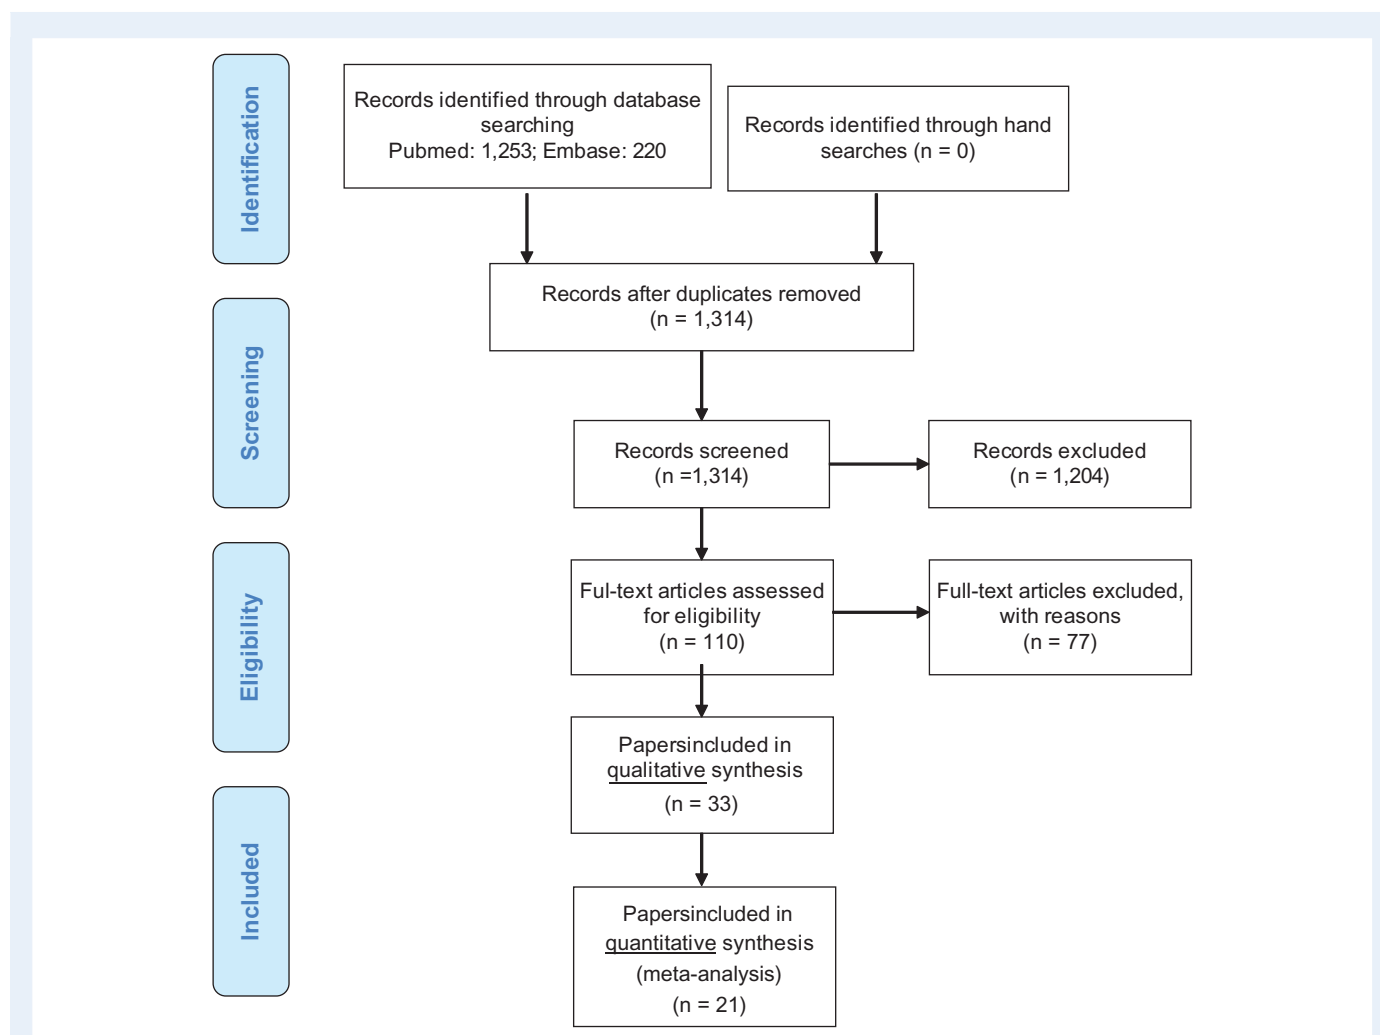 Identification
Records identified through database
searching
Pubmed: 1,253; Embase: 220
Records identified through hand
searches (n = 0)
Records after duplicates removed
(n = 1,314)
Screening
Records screened
(n =1,314)
Records excluded
(n = 1,204)
Eligibility
Ful-text articles assessed
for eligibility
(n = 110)
Full-text articles excluded,
with reasons
(n = 77)
Papersincluded in
qualitative synthesis
(n = 33)
Included
Papersincluded in
quantitative synthesis
(meta-analysis)
(n = 21)